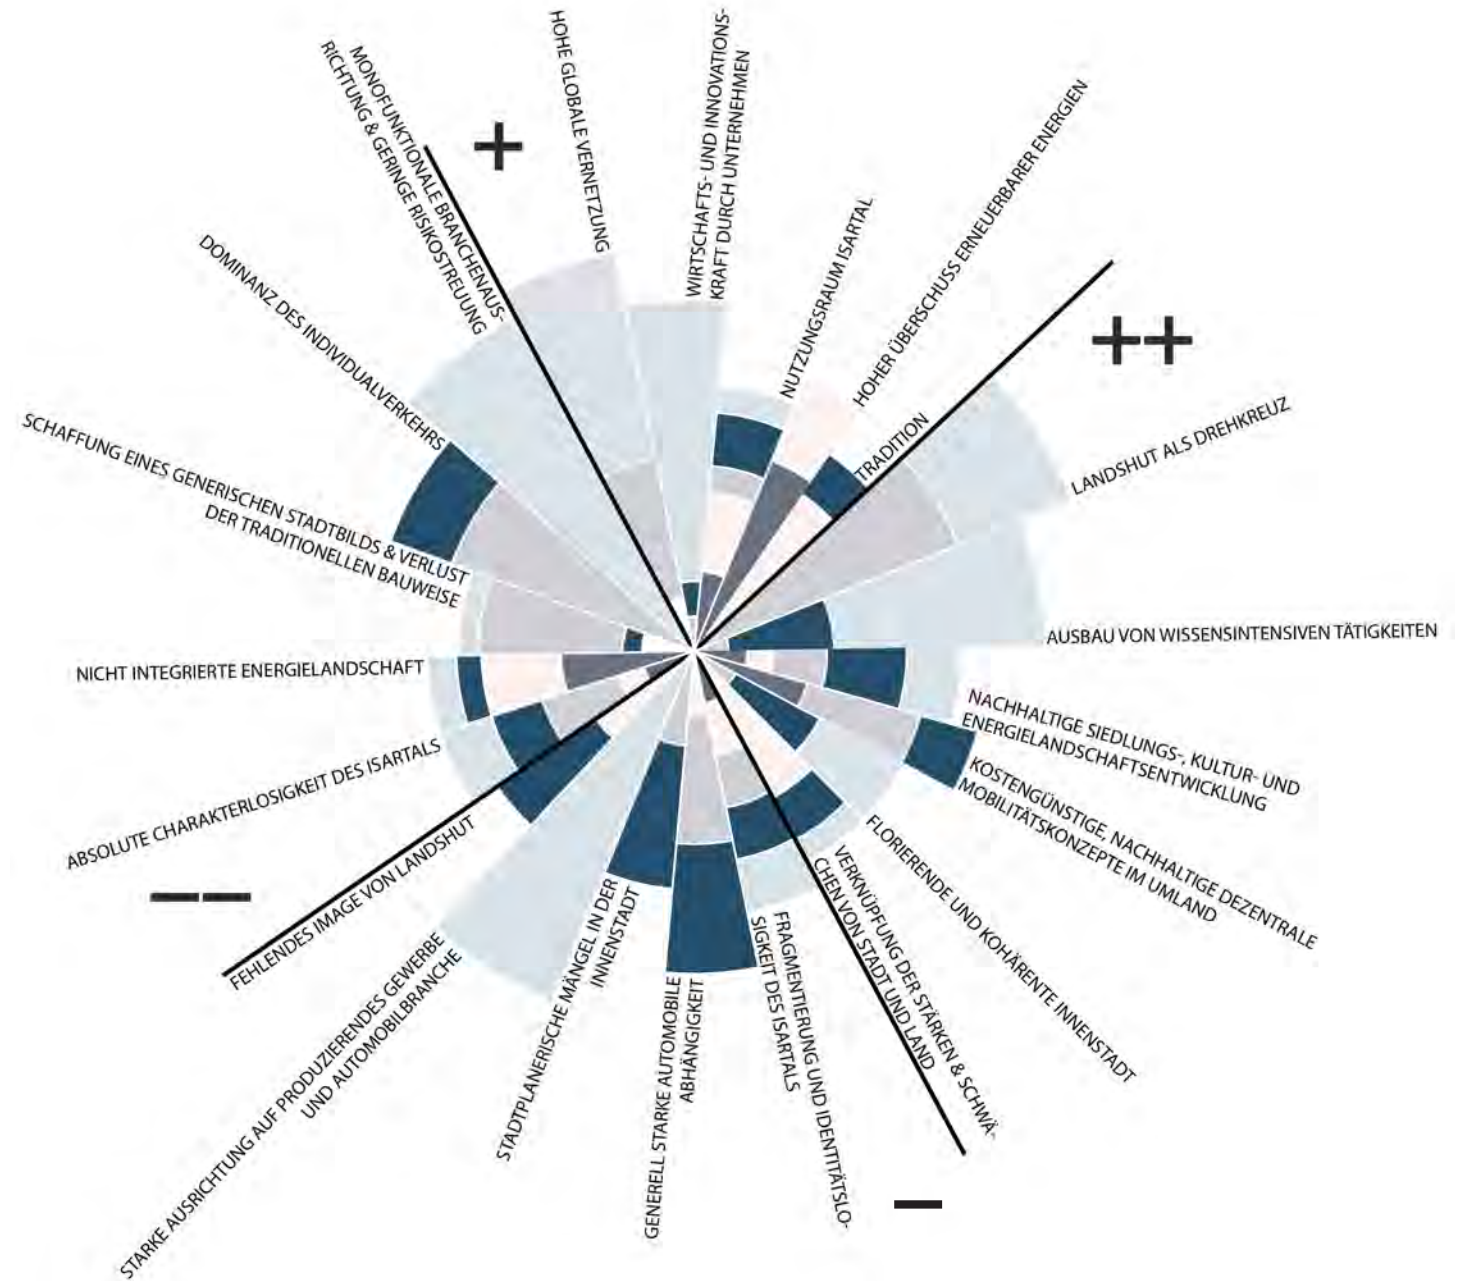 HOHE GLOBALE VERNETZUNG
WIRTSCHAFTS- UND INNOVATIONS-
KRAFT DURCH UNTERNEHMEN
NUTZUNGSRAUM ISARTAL
HOHER ÜBERSCHUSS ERNEUERBARER ENERGIEN
TRADITION
++
LANDSHUT ALS DREHKREUZ
AUSBAU VON WISSENSINTENSIVEN TÄTIGKEITEN
NACHHALTIGE SIEDLUNGS-, KULTUR- UND
ENERGIELANDSCHAFTSENTWICKLUNG
KOSTENGÜNSTIGE, NACHHALTIGE DEZENTRALE
MOBILITÄTSKONZEPTE IM UMLAND
FLORIERENDE UND KOHÄRENTE INNENSTADT
VERKNÜPFUNG DER STÄRKEN & SCHWÄ-
CHEN VON STADT UND LAND
–
FRAGMENTIERUNG UND IDENTITÄTSLO-
SIGKEIT DES ISARTALS
GENERELL STARKE AUTOMOBILE
ABHÄNGIGKEIT
STADTPLANERISCHE MÄNGEL IN DER
INNENSTADT
STARKE AUSRICHTUNG AUF PRODUZIERENDES GEWERBE
UND AUTOMOBILBRANCHE
FEHLENDES IMAGE VON LANDSHUT
– –
ABSOLUTE CHARAKTERLOSIGKEIT DES ISARTALS
NICHT INTEGRIERTE ENERGIELANDSCHAFT
SCHAFFUNG EINES GENERISCHEN STADTBILDS & VERLUST
DER TRADITIONELLEN BAUWEISE
DOMINANZ DES INDIVIDUALVERKEHRS
MONOFUNKTIONALE BRANCHENAUS-
RICHTUNG & GERINGE RISIKOSTREUUNG
+